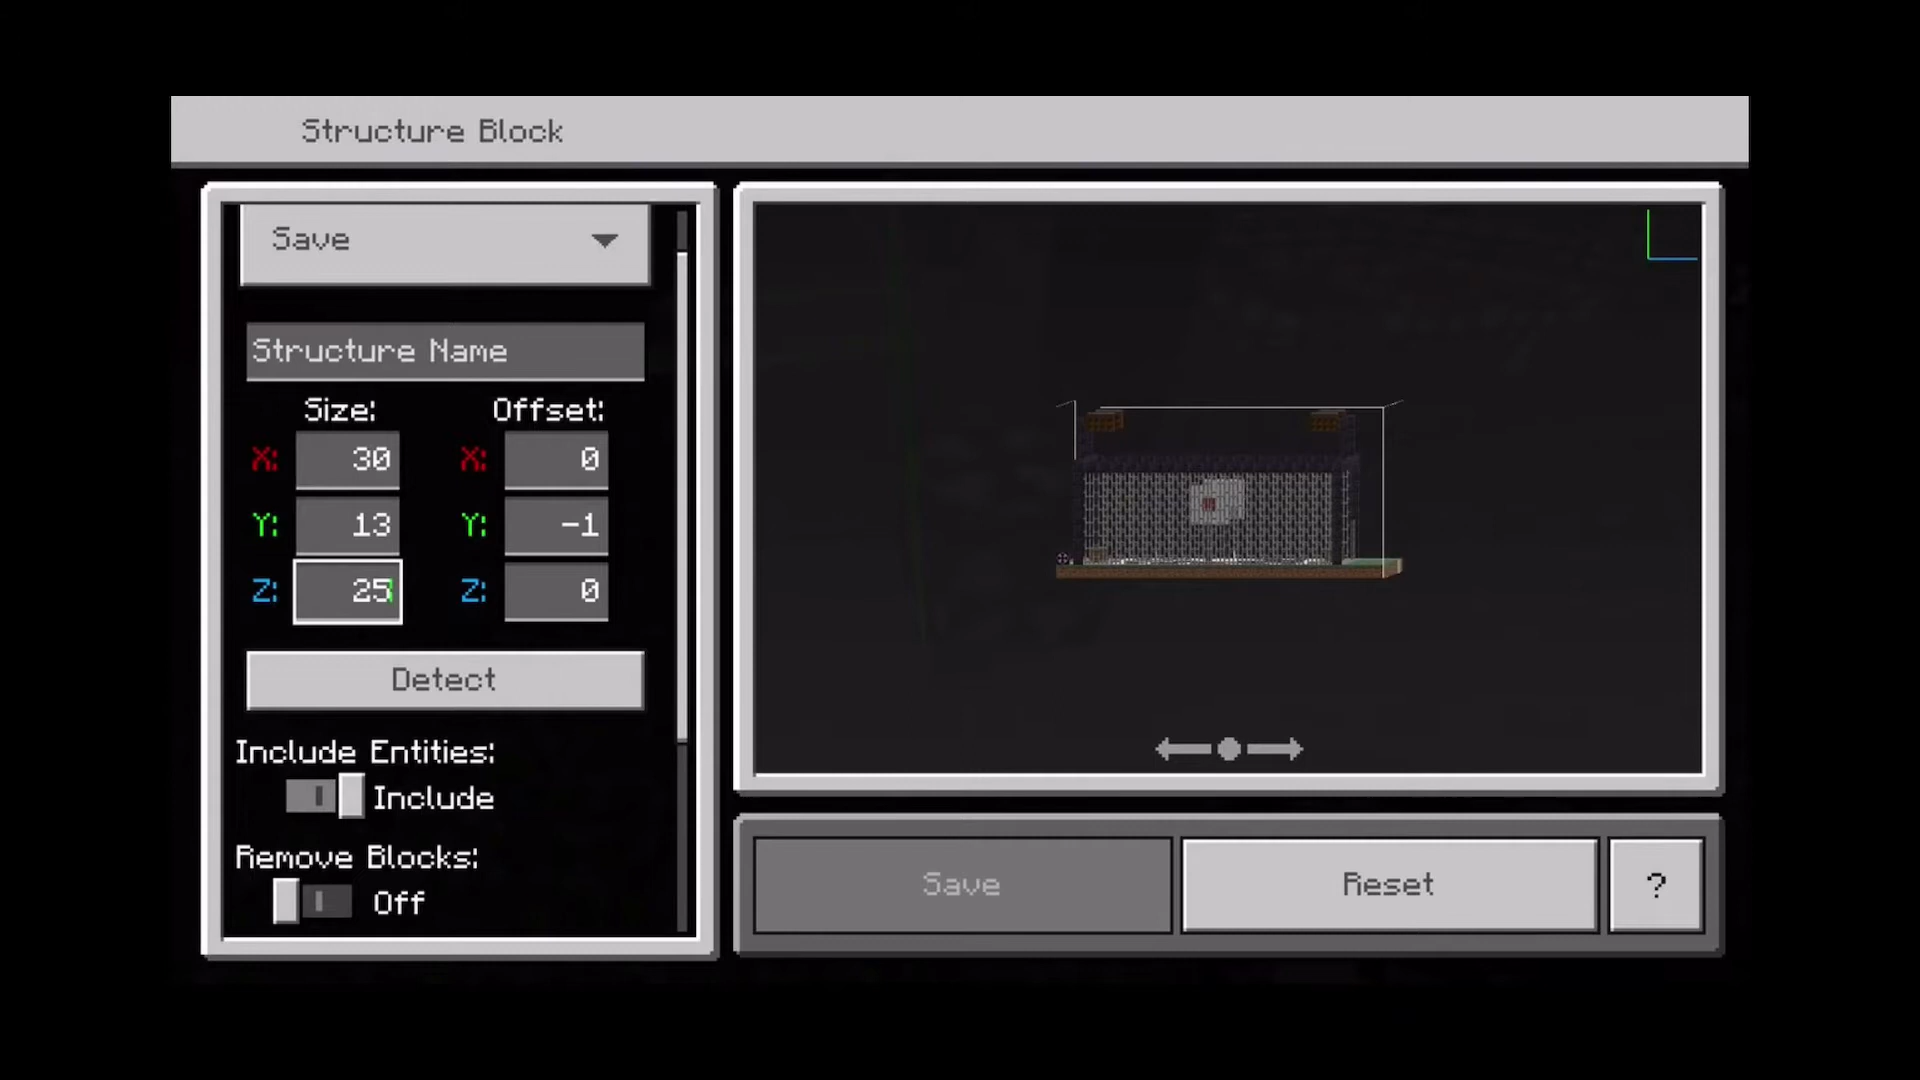 Structure Block
Save
Structure Name
Size: Offset:
X: 30 X: 0
Y: 13 Y: -1
Z: 25 Z: 0
Detect
Include Entities:
Include
Remove Blocks:
Off
Save Reset ?